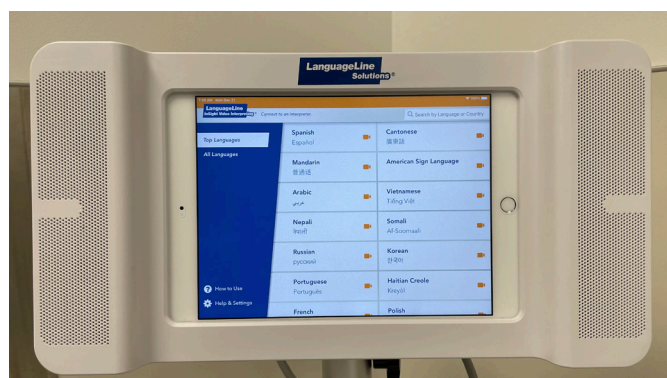 LanguageLine
Solutions®
LanguageLine
InSight Video Interpreting®
Connect to an Interpreter
Search by Language or Country
Top Languages
All Languages
Spanish
Español
Cantonese
廣東話
Mandarin
普通话
American Sign Language
Arabic
عربي
Vietnamese
Tiếng Việt
Nepali
नेपाली
Somali
Af-Soomaali
Russian
русский
Korean
한국어
Portuguese
Português
Haitian Creole
Kreyòl
French
Polish
How to Use
Help & Settings